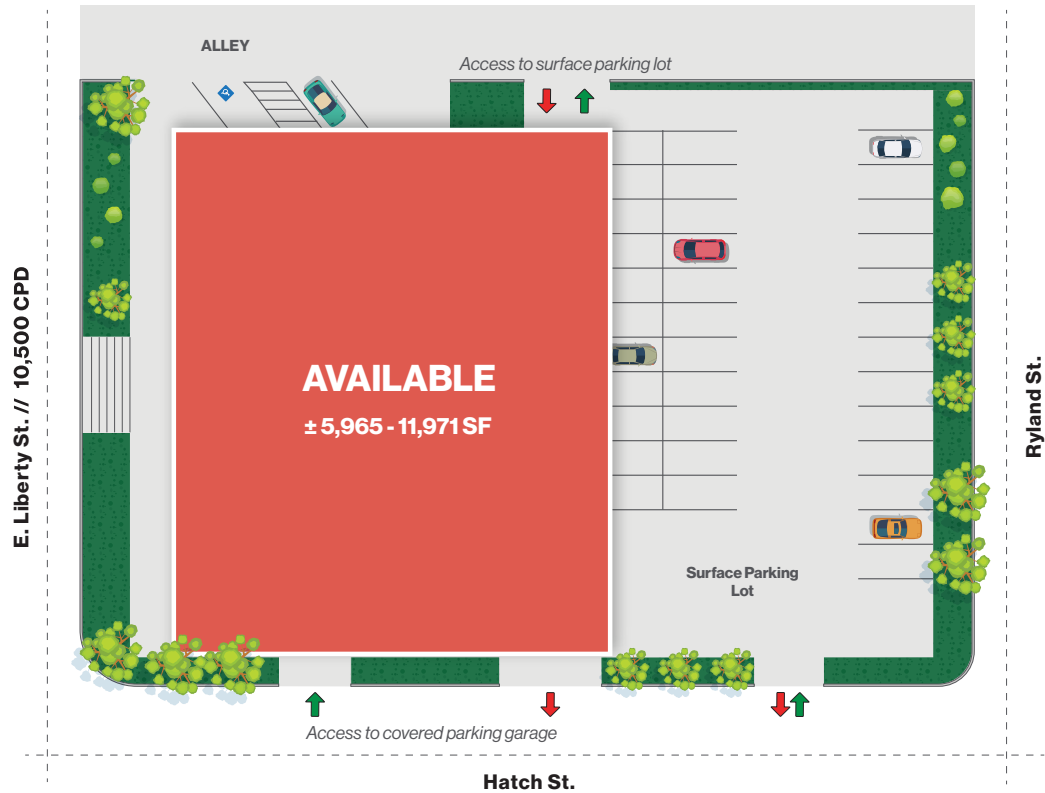 ALLEY
Access to surface parking lot
E. Liberty St. // 10,500 CPD
AVAILABLE
± 5,965 - 11,971 SF
Ryland St.
Surface Parking
Lot
Access to covered parking garage
Hatch St.